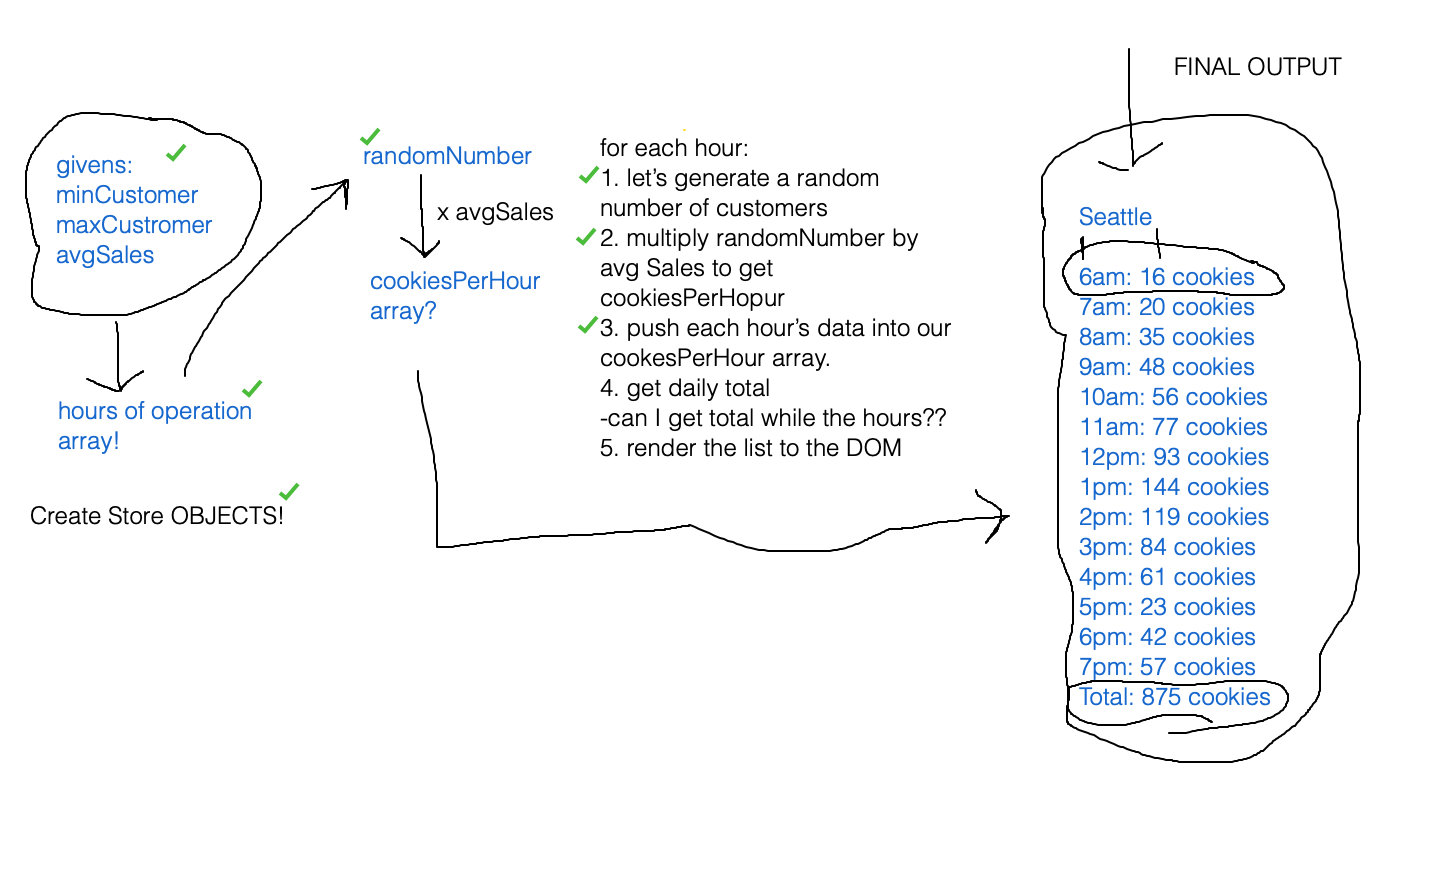 givens:
minCustomer
maxCustromer
avgSales
hours of operation
array!
Create Store OBJECTS!
randomNumber
x avgSales
cookiesPerHour
array?
for each hour:
1. let’s generate a random
number of customers
2. multiply randomNumber by
avg Sales to get
cookiesPerHopur
3. push each hour’s data into our
cookesPerHour array.
4. get daily total
-can I get total while the hours??
5. render the list to the DOM
FINAL OUTPUT
Seattle
6am: 16 cookies
7am: 20 cookies
8am: 35 cookies
9am: 48 cookies
10am: 56 cookies
11am: 77 cookies
12pm: 93 cookies
1pm: 144 cookies
2pm: 119 cookies
3pm: 84 cookies
4pm: 61 cookies
5pm: 23 cookies
6pm: 42 cookies
7pm: 57 cookies
Total: 875 cookies